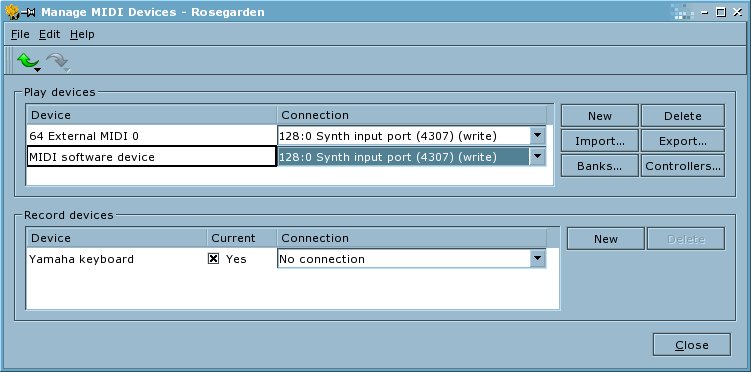 Manage MIDI Devices - Rosegarden
File Edit Help
Play devices
Device Connection
64 External MIDI 0 128:0 Synth input port (4307) (write)
MIDI software device 128:0 Synth input port (4307) (write)
New Delete
Import... Export...
Banks... Controllers...
Record devices
Device Current Connection
Yamaha keyboard Yes No connection
New Delete
Close